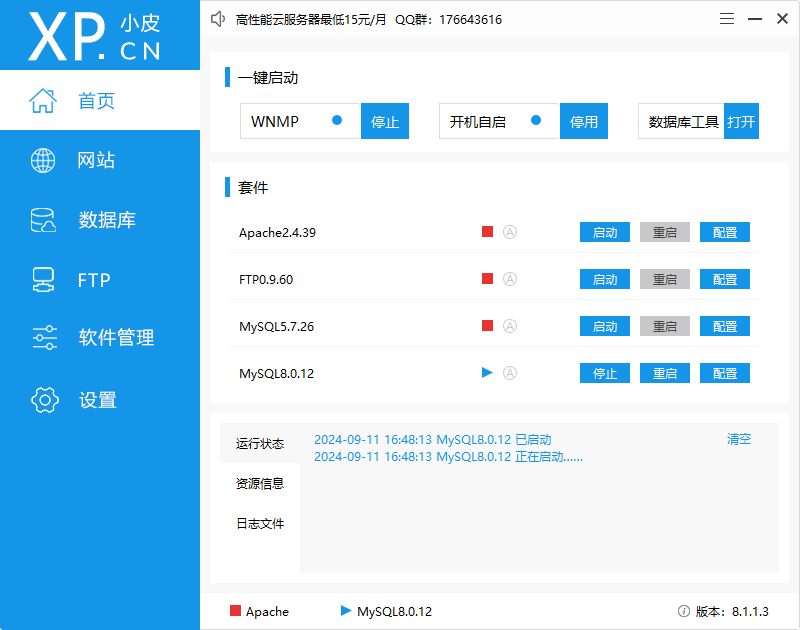 XP.CN 小皮
高性能云服务器最低15元/月 QQ群：176643616
首页
网站
数据库
FTP
软件管理
设置
一键启动
WNMP 停止 开机自启 停用 数据库工具 打开
套件
Apache2.4.39 A 启动 重启 配置
FTP0.9.60 A 启动 重启 配置
MySQL5.7.26 A 启动 重启 配置
MySQL8.0.12 A 停止 重启 配置
运行状态
资源信息
日志文件
2024-09-11 16:48:13 MySQL8.0.12 已启动
2024-09-11 16:48:13 MySQL8.0.12 正在启动......
清空
Apache MySQL8.0.12 版本：8.1.1.3